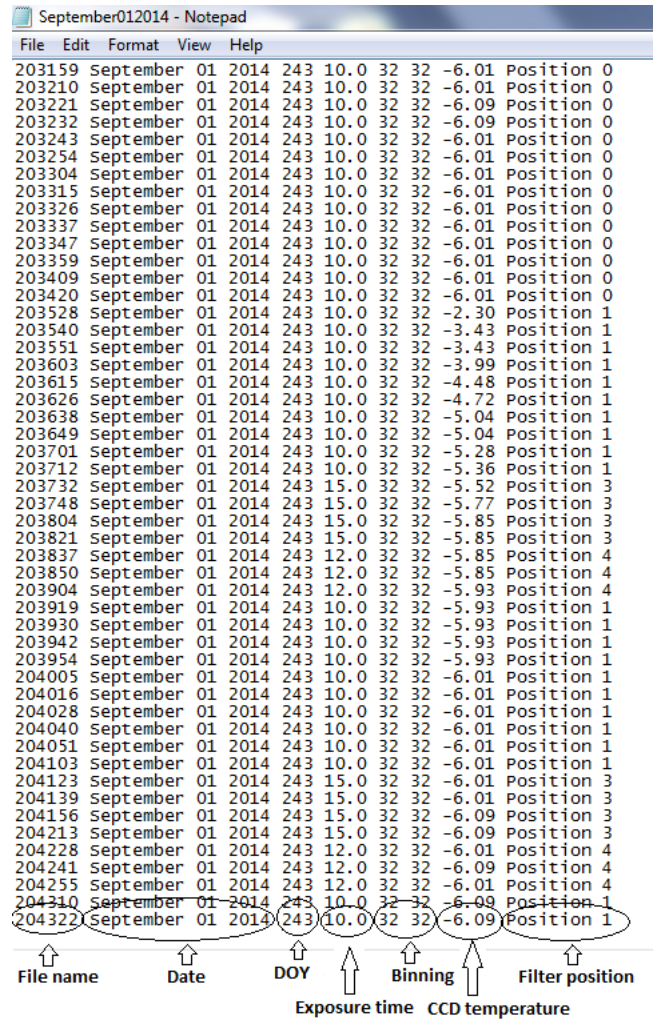 September012014 - Notepad
File Edit Format View Help
203159 September 01 2014 243 10.0 32 32 -6.01 Position 0
203210 September 01 2014 243 10.0 32 32 -6.01 Position 0
203221 September 01 2014 243 10.0 32 32 -6.09 Position 0
203232 September 01 2014 243 10.0 32 32 -6.09 Position 0
203243 September 01 2014 243 10.0 32 32 -6.01 Position 0
203254 September 01 2014 243 10.0 32 32 -6.01 Position 0
203304 September 01 2014 243 10.0 32 32 -6.01 Position 0
203315 September 01 2014 243 10.0 32 32 -6.01 Position 0
203326 September 01 2014 243 10.0 32 32 -6.01 Position 0
203337 September 01 2014 243 10.0 32 32 -6.01 Position 0
203347 September 01 2014 243 10.0 32 32 -6.01 Position 0
203359 September 01 2014 243 10.0 32 32 -6.01 Position 0
203409 September 01 2014 243 10.0 32 32 -6.01 Position 0
203420 September 01 2014 243 10.0 32 32 -6.01 Position 0
203528 September 01 2014 243 10.0 32 32 -2.30 Position 1
203540 September 01 2014 243 10.0 32 32 -3.43 Position 1
203551 September 01 2014 243 10.0 32 32 -3.43 Position 1
203603 September 01 2014 243 10.0 32 32 -3.99 Position 1
203615 September 01 2014 243 10.0 32 32 -4.48 Position 1
203626 September 01 2014 243 10.0 32 32 -4.72 Position 1
203638 September 01 2014 243 10.0 32 32 -5.04 Position 1
203649 September 01 2014 243 10.0 32 32 -5.04 Position 1
203701 September 01 2014 243 10.0 32 32 -5.28 Position 1
203712 September 01 2014 243 10.0 32 32 -5.36 Position 1
203732 September 01 2014 243 15.0 32 32 -5.52 Position 3
203748 September 01 2014 243 15.0 32 32 -5.77 Position 3
203804 September 01 2014 243 15.0 32 32 -5.85 Position 3
203821 September 01 2014 243 15.0 32 32 -5.85 Position 3
203837 September 01 2014 243 12.0 32 32 -5.85 Position 4
203850 September 01 2014 243 12.0 32 32 -5.85 Position 4
203904 September 01 2014 243 12.0 32 32 -5.93 Position 4
203919 September 01 2014 243 10.0 32 32 -5.93 Position 1
203930 September 01 2014 243 10.0 32 32 -5.93 Position 1
203942 September 01 2014 243 10.0 32 32 -5.93 Position 1
203954 September 01 2014 243 10.0 32 32 -5.93 Position 1
204005 September 01 2014 243 10.0 32 32 -6.01 Position 1
204016 September 01 2014 243 10.0 32 32 -6.01 Position 1
204028 September 01 2014 243 10.0 32 32 -6.01 Position 1
204040 September 01 2014 243 10.0 32 32 -6.01 Position 1
204051 September 01 2014 243 10.0 32 32 -6.01 Position 1
204103 September 01 2014 243 10.0 32 32 -6.01 Position 1
204123 September 01 2014 243 15.0 32 32 -6.01 Position 3
204139 September 01 2014 243 15.0 32 32 -6.01 Position 3
204156 September 01 2014 243 15.0 32 32 -6.09 Position 3
204213 September 01 2014 243 15.0 32 32 -6.09 Position 3
204228 September 01 2014 243 12.0 32 32 -6.01 Position 4
204241 September 01 2014 243 12.0 32 32 -6.09 Position 4
204255 September 01 2014 243 12.0 32 32 -6.01 Position 4
204310 September 01 2014 243 10.0 32 32 -6.09 Position 1
204322 September 01 2014 243 10.0 32 32 -6.09 Position 1
File name Date DOY Binning Filter position
Exposure time CCD temperature